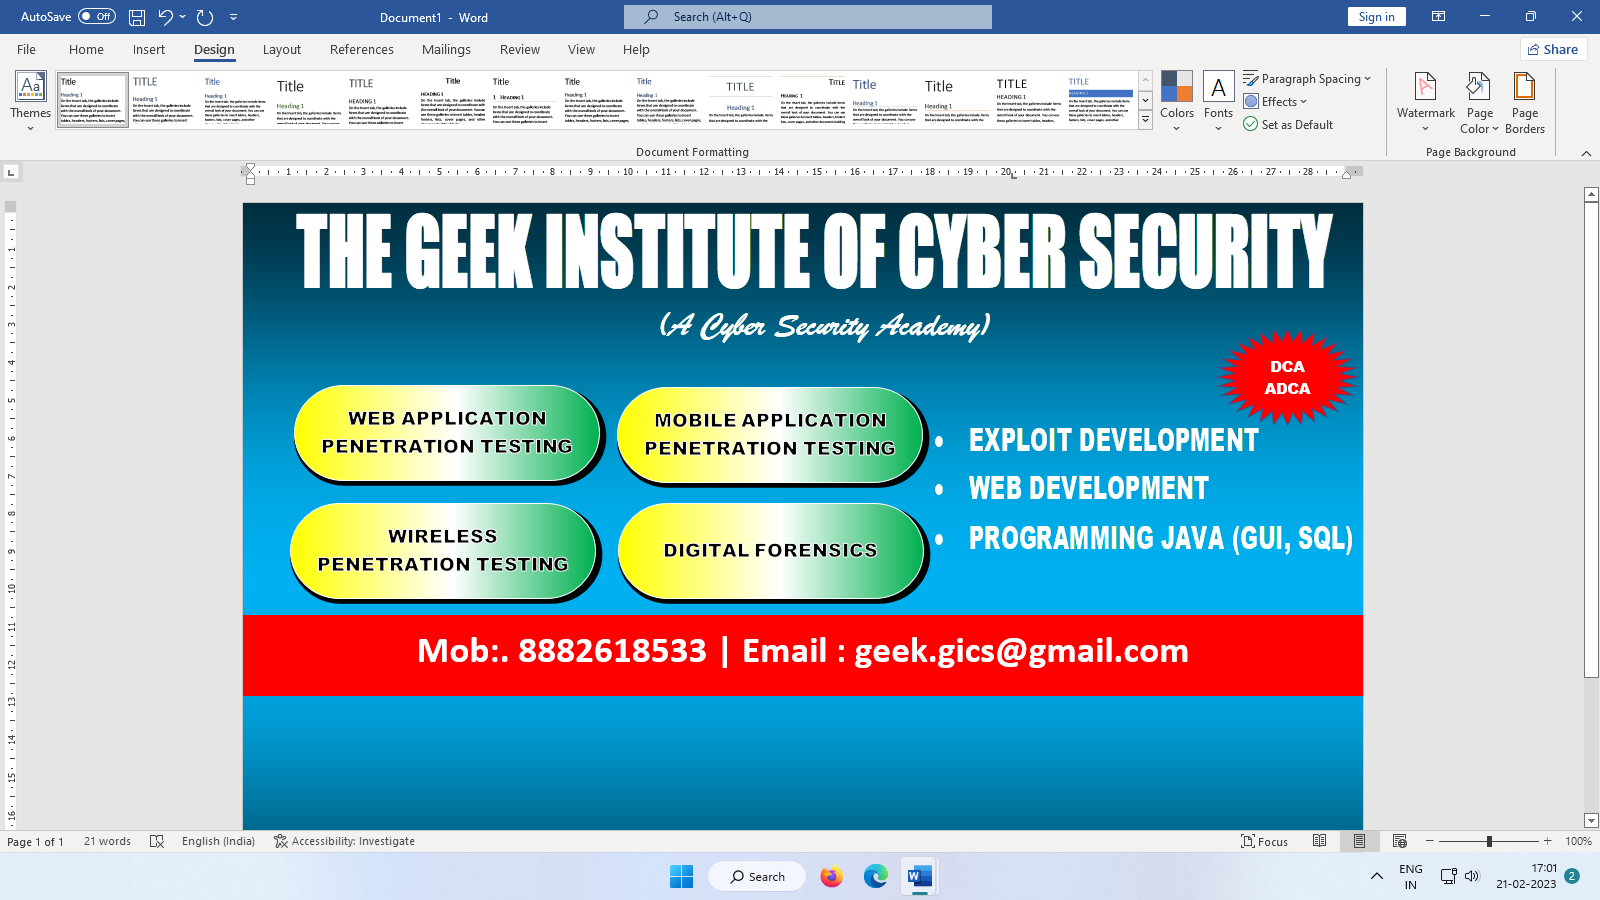 AutoSave Off
Document1 - Word
Search (Alt+Q)
Sign in
File Home Insert Design Layout References Mailings Review View Help
Share
Themes
Colors
Fonts
Paragraph Spacing
Effects
Set as Default
Watermark
Page Color
Page Borders
Document Formatting
Page Background
THE GEEK INSTITUTE OF CYBER SECURITY
(A Cyber Security Academy)
DCA
ADCA
WEB APPLICATION
PENETRATION TESTING
MOBILE APPLICATION
PENETRATION TESTING
WIRELESS
PENETRATION TESTING
DIGITAL FORENSICS
• EXPLOIT DEVELOPMENT
• WEB DEVELOPMENT
• PROGRAMMING JAVA (GUI, SQL)
Mob:. 8882618533 | Email : geek.gics@gmail.com
Page 1 of 1 21 words English (India) Accessibility: Investigate
Focus
100%
Search
ENG
IN
17:01
21-02-2023
2